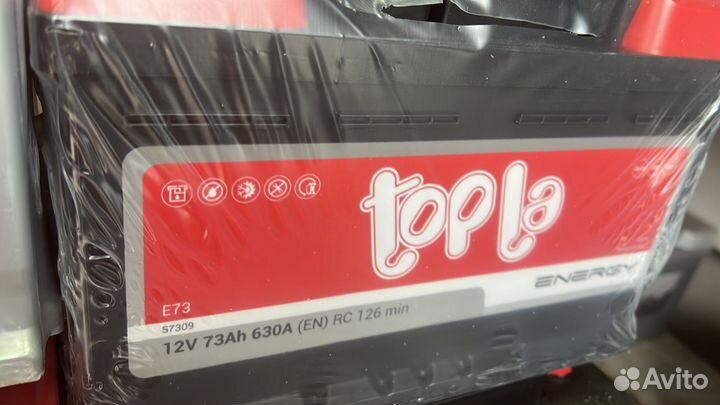 topla
ENERGY
E73
57309
12V 73Ah 630A (EN) RC 126 min
Avito